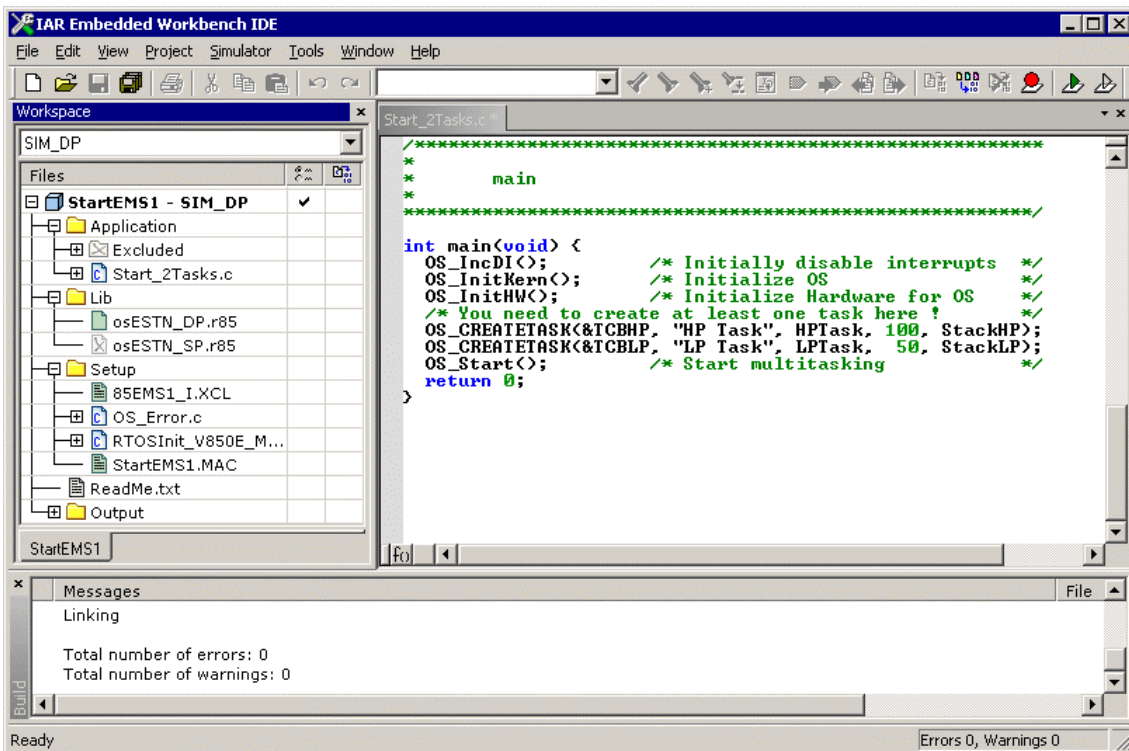 IAR Embedded Workbench IDE
File Edit View Project Simulator Tools Window Help
Workspace
SIM_DP
Files
StartEMS1 - SIM_DP
Application
Excluded
Start_2Tasks.c
Lib
osESTN_DP.r85
osESTN_SP.r85
Setup
85EMS1_I.XCL
OS_Error.c
RTOSInit_V850E_M...
StartEMS1.MAC
ReadMe.txt
Output
StartEMS1
Start_2Tasks.c *
/*********************************************************************
*
*       main
*
*********************************************************************/
int main(void) {
  OS_IncDI();         /* Initially disable interrupts  */
  OS_InitKern();      /* Initialize OS                 */
  OS_InitHW();        /* Initialize Hardware for OS    */
  /* You need to create at least one task here !       */
  OS_CREATETASK(&TCBHP, "HP Task", HPTask, 100, StackHP);
  OS_CREATETASK(&TCBLP, "LP Task", LPTask,  50, StackLP);
  OS_Start();         /* Start multitasking            */
  return 0;
}
f()
Messages File
Linking
Total number of errors: 0
Total number of warnings: 0
Build
Ready Errors 0, Warnings 0